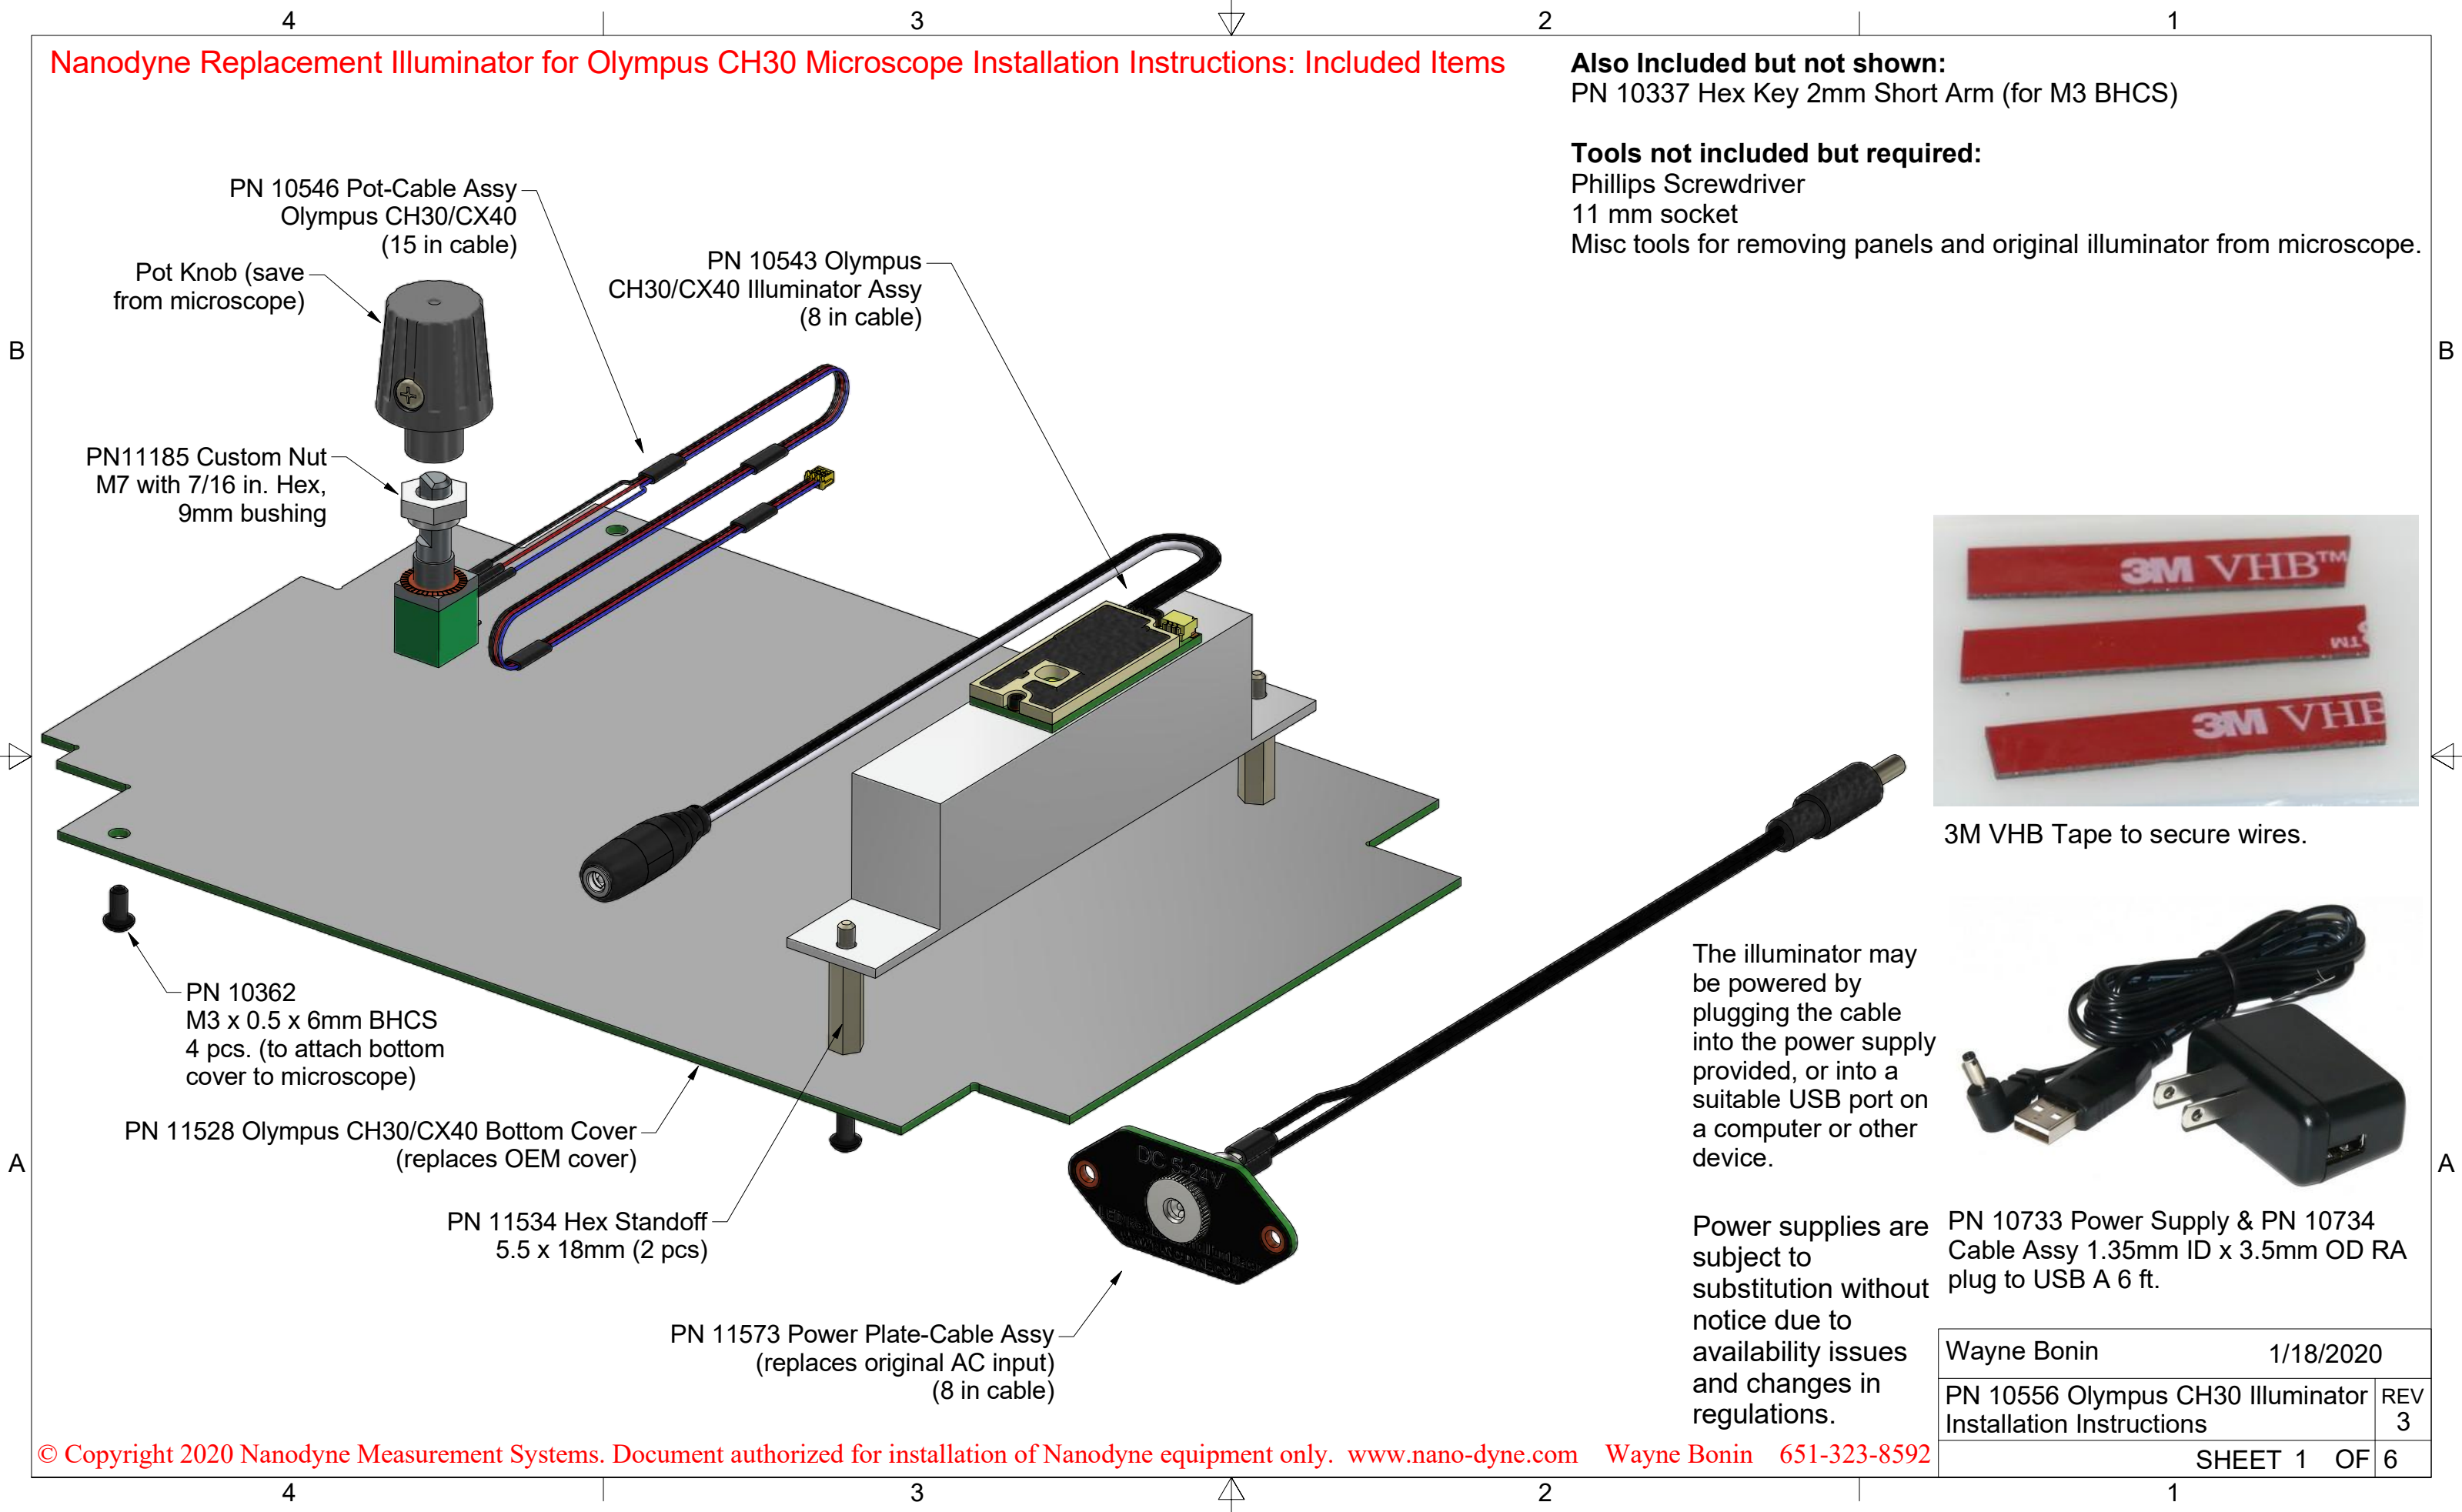 4 3 2 1
Nanodyne Replacement Illuminator for Olympus CH30 Microscope Installation Instructions: Included Items
Also Included but not shown:
PN 10337 Hex Key 2mm Short Arm (for M3 BHCS)
Tools not included but required:
Phillips Screwdriver
11 mm socket
Misc tools for removing panels and original illuminator from microscope.
PN 10546 Pot-Cable Assy
Olympus CH30/CX40
(15 in cable)
Pot Knob (save
from microscope)
PN 10543 Olympus
CH30/CX40 Illuminator Assy
(8 in cable)
B B
PN11185 Custom Nut
M7 with 7/16 in. Hex,
9mm bushing
3M VHB™
3M VHB
3M VHB Tape to secure wires.
PN 10362
M3 x 0.5 x 6mm BHCS
4 pcs. (to attach bottom
cover to microscope)
PN 11528 Olympus CH30/CX40 Bottom Cover
(replaces OEM cover)
A A
PN 11534 Hex Standoff
5.5 x 18mm (2 pcs)
DC 5-24V
PN 11573 Power Plate-Cable Assy
(replaces original AC input)
(8 in cable)
The illuminator may
be powered by
plugging the cable
into the power supply
provided, or into a
suitable USB port on
a computer or other
device.
Power supplies are
subject to
substitution without
notice due to
availability issues
and changes in
regulations.
PN 10733 Power Supply & PN 10734
Cable Assy 1.35mm ID x 3.5mm OD RA
plug to USB A 6 ft.
Wayne Bonin 1/18/2020
PN 10556 Olympus CH30 Illuminator
Installation Instructions
REV
3
SHEET 1 OF 6
© Copyright 2020 Nanodyne Measurement Systems. Document authorized for installation of Nanodyne equipment only. www.nano-dyne.com Wayne Bonin 651-323-8592
4 3 2 1